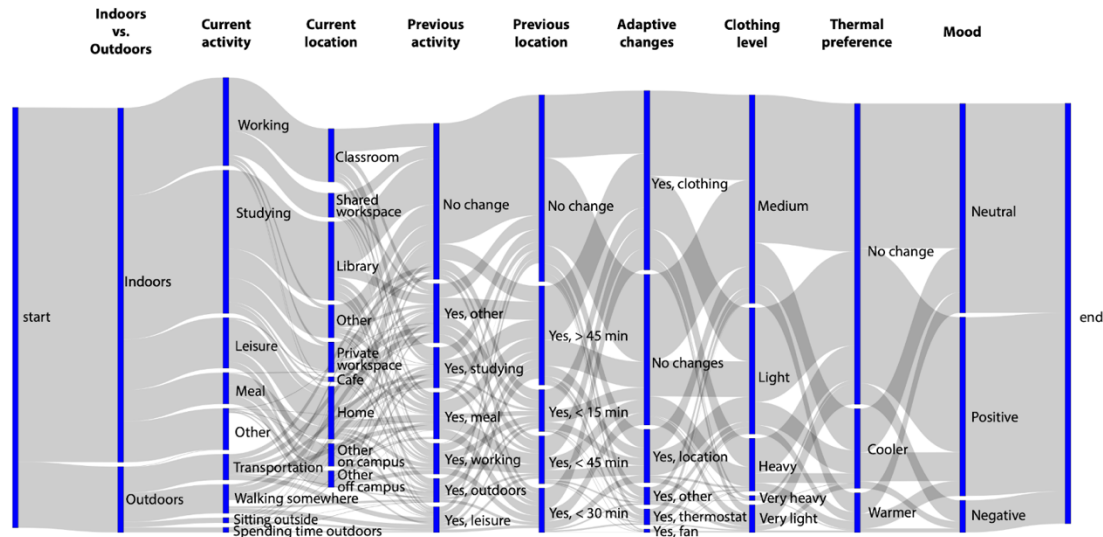 Indoors
vs.
Outdoors
Current
activity
Current
location
Previous
activity
Previous
location
Adaptive
changes
Clothing
level
Thermal
preference
Mood
start
Indoors
Outdoors
Working
Studying
Leisure
Meal
Other
Transportation
Walking somewhere
Sitting outside
Spending time outdoors
Classroom
Shared
workspace
Library
Other
Private
workspace
Cafe
Home
Other
on campus
Other
off campus
No change
Yes, other
Yes, studying
Yes, meal
Yes, working
Yes, outdoors
Yes, leisure
No change
Yes, > 45 min
Yes, < 15 min
Yes, < 45 min
Yes, < 30 min
Yes, clothing
No changes
Yes, location
Yes, other
Yes, thermostat
Yes, fan
Medium
Light
Heavy
Very heavy
Very light
No change
Cooler
Warmer
Neutral
Positive
Negative
end